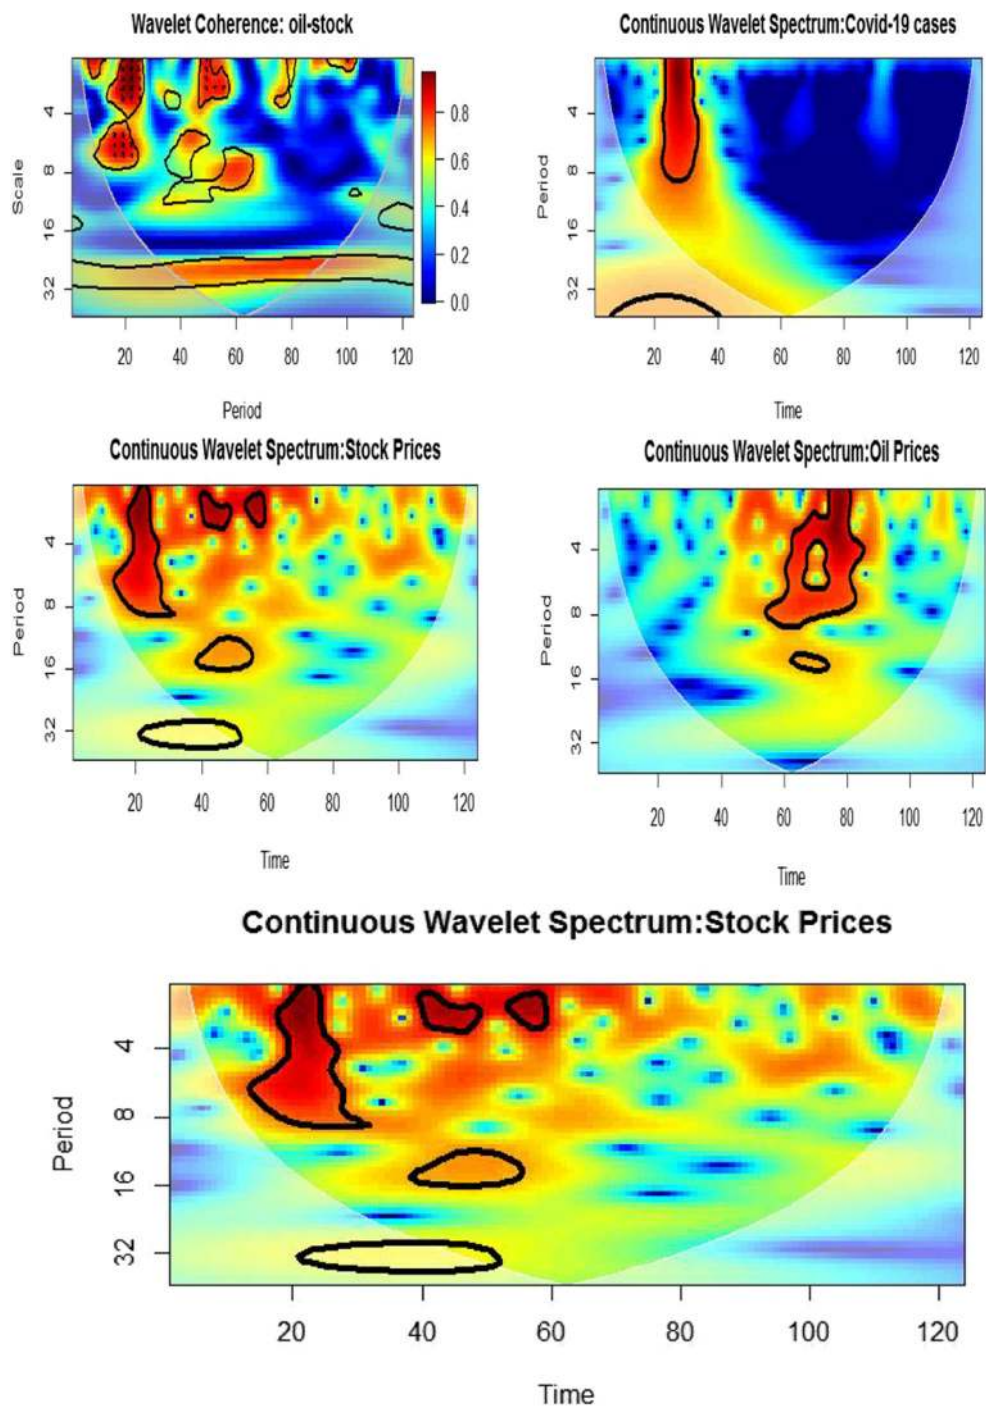 Wavelet Coherence: oil-stock
Scale
4
8
16
32
0.8
0.6
0.4
0.2
0.0
20 40 60 80 100 120
Period
Continuous Wavelet Spectrum:Covid-19 cases
Period
4
8
16
32
20 40 60 80 100 120
Time
Continuous Wavelet Spectrum:Stock Prices
Period
4
8
16
32
20 40 60 80 100 120
Time
Continuous Wavelet Spectrum:Oil Prices
Period
4
8
16
32
20 40 60 80 100 120
Time
Continuous Wavelet Spectrum:Stock Prices
Period
4
8
16
32
20 40 60 80 100 120
Time